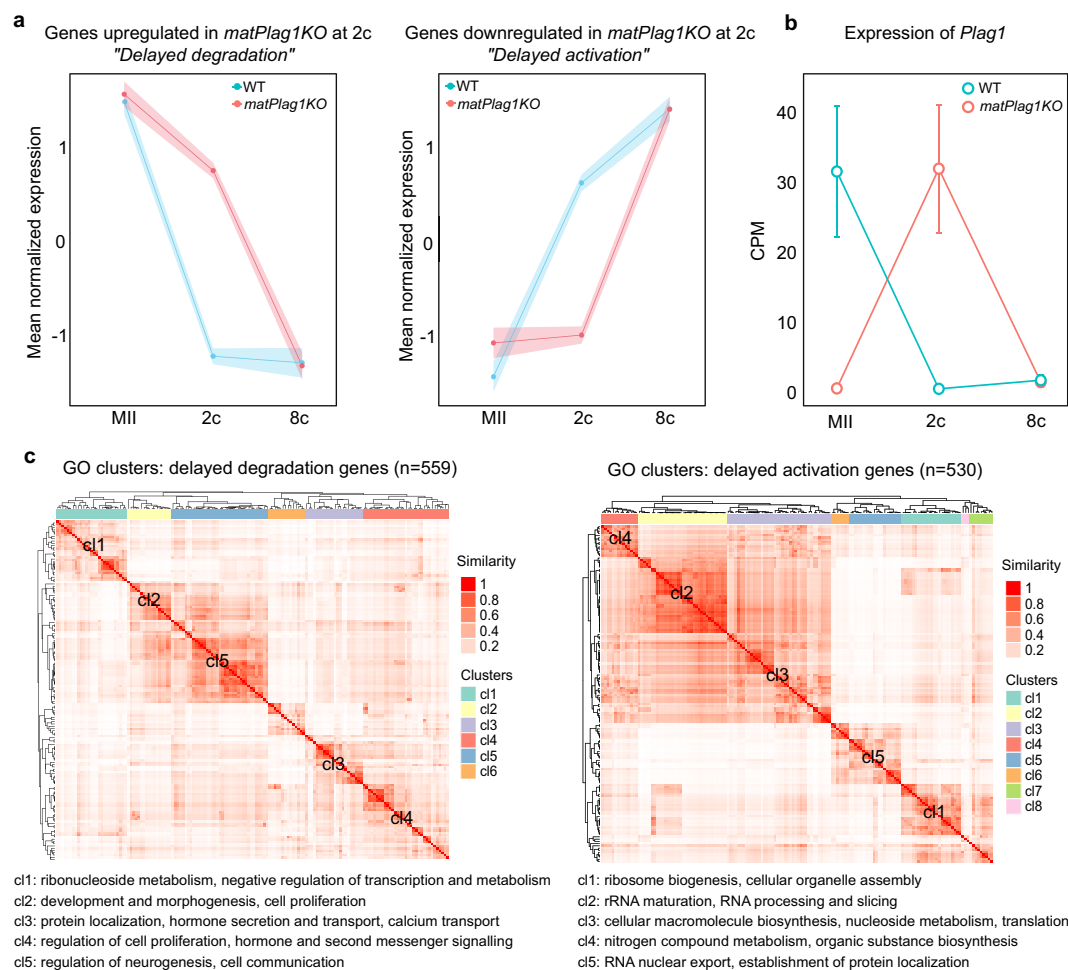 a
Genes upregulated in matPlag1KO at 2c
"Delayed degradation"
WT
matPlag1KO
Mean normalized expression
1
0
-1
MII 2c 8c
Genes downregulated in matPlag1KO at 2c
"Delayed activation"
WT
matPlag1KO
Mean normalized expression
1
0
-1
MII 2c 8c
b
Expression of Plag1
WT
matPlag1KO
CPM
40
30
20
10
0
MII 2c 8c
c
GO clusters: delayed degradation genes (n=559)
cl1
cl2
cl5
cl3
cl4
Similarity
1
0.8
0.6
0.4
0.2
Clusters
cl1
cl2
cl3
cl4
cl5
cl6
cl1: ribonucleoside metabolism, negative regulation of transcription and metabolism
cl2: development and morphogenesis, cell proliferation
cl3: protein localization, hormone secretion and transport, calcium transport
cl4: regulation of cell proliferation, hormone and second messenger signalling
cl5: regulation of neurogenesis, cell communication
GO clusters: delayed activation genes (n=530)
cl4
cl2
cl3
cl5
cl1
Similarity
1
0.8
0.6
0.4
0.2
Clusters
cl1
cl2
cl3
cl4
cl5
cl6
cl7
cl8
cl1: ribosome biogenesis, cellular organelle assembly
cl2: rRNA maturation, RNA processing and slicing
cl3: cellular macromolecule biosynthesis, nucleoside metabolism, translation
cl4: nitrogen compound metabolism, organic substance biosynthesis
cl5: RNA nuclear export, establishment of protein localization